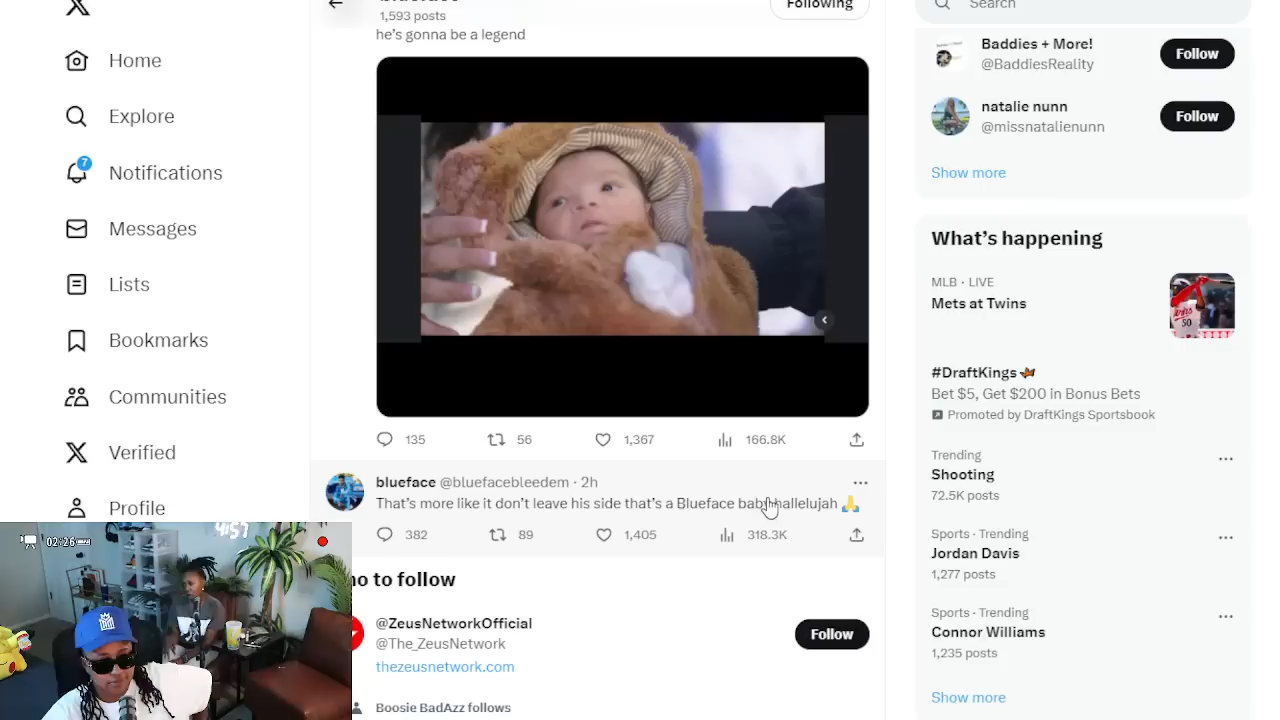 1,593 posts
Following
he's gonna be a legend
135
56
1,367
166.8K
blueface @bluefacebleedem · 2h
That's more like it don't leave his side that's a Blueface baby hallelujah 🙏
382
89
1,405
318.3K
to follow
@ZeusNetworkOfficial
@The_ZeusNetwork
Follow
thezeusnetwork.com
Boosie BadAzz follows
Home
Explore
7
Notifications
Messages
Lists
Bookmarks
Communities
Verified
Profile
4:57
02:26
Search
Baddies + More!
@BaddiesReality
Follow
natalie nunn
@missnatalienunn
Follow
Show more
What's happening
MLB · LIVE
Mets at Twins
50
#DraftKings
Bet $5, Get $200 in Bonus Bets
Promoted by DraftKings Sportsbook
Trending
Shooting
72.5K posts
Sports · Trending
Jordan Davis
1,277 posts
Sports · Trending
Connor Williams
1,235 posts
Show more